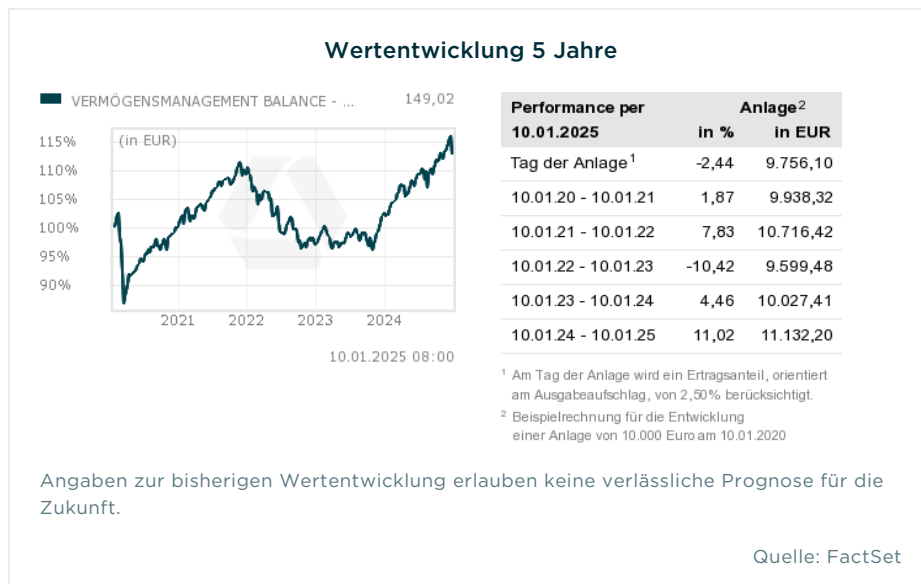 Wertentwicklung 5 Jahre
VERMÖGENSMANAGEMENT BALANCE - ... 149,02
(in EUR)
115%
110%
105%
100%
95%
90%
2021 2022 2023 2024
10.01.2025 08:00
Performance per Anlage²
10.01.2025 in % in EUR
Tag der Anlage¹ -2,44 9.756,10
10.01.20 - 10.01.21 1,87 9.938,32
10.01.21 - 10.01.22 7,83 10.716,42
10.01.22 - 10.01.23 -10,42 9.599,48
10.01.23 - 10.01.24 4,46 10.027,41
10.01.24 - 10.01.25 11,02 11.132,20
¹ Am Tag der Anlage wird ein Ertragsanteil, orientiert
am Ausgabeaufschlag, von 2,50% berücksichtigt.
² Beispielrechnung für die Entwicklung
einer Anlage von 10.000 Euro am 10.01.2020
Angaben zur bisherigen Wertentwicklung erlauben keine verlässliche Prognose für die
Zukunft.
Quelle: FactSet